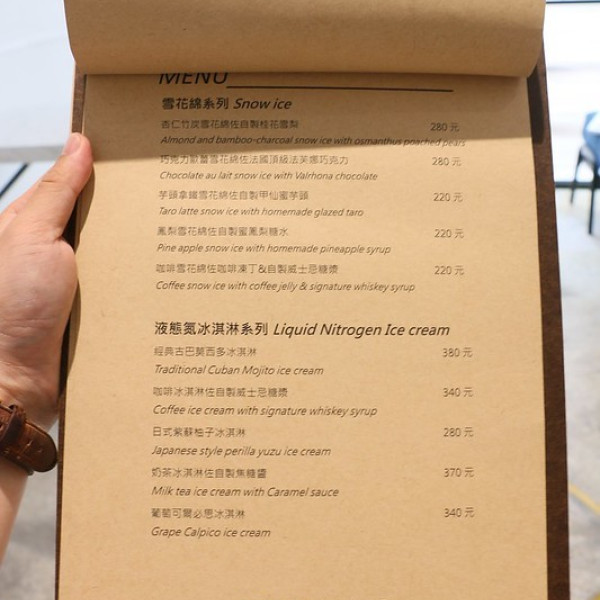 MENU
雪花綿系列 Snow ice
杏仁竹炭雪花綿佐自製桂花雪梨 280 元
Almond and bamboo-charcoal snow ice with osmanthus poached pears
巧克力歐蕾雪花綿佐法國頂級法芙娜巧克力 280 元
Chocolate au lait snow ice with Valrhona chocolate
芋頭拿鐵雪花綿佐自製甲仙蜜芋頭 220 元
Taro latte snow ice with homemade glazed taro
鳳梨雪花綿佐自製蜜鳳梨糖水 220 元
Pine apple snow ice with homemade pineapple syrup
咖啡雪花綿佐咖啡凍丁&自製威士忌糖漿 220 元
Coffee snow ice with coffee jelly & signature whiskey syrup
液態氮冰淇淋系列 Liquid Nitrogen Ice cream
經典古巴莫西多冰淇淋 380 元
Traditional Cuban Mojito ice cream
咖啡冰淇淋佐自製威士忌糖漿 340 元
Coffee ice cream with signature whiskey syrup
日式紫蘇柚子冰淇淋 280 元
Japanese style perilla yuzu ice cream
奶茶冰淇淋佐自製焦糖醬 370 元
Milk tea ice cream with Caramel sauce
葡萄可爾必思冰淇淋 340 元
Grape Calpico ice cream